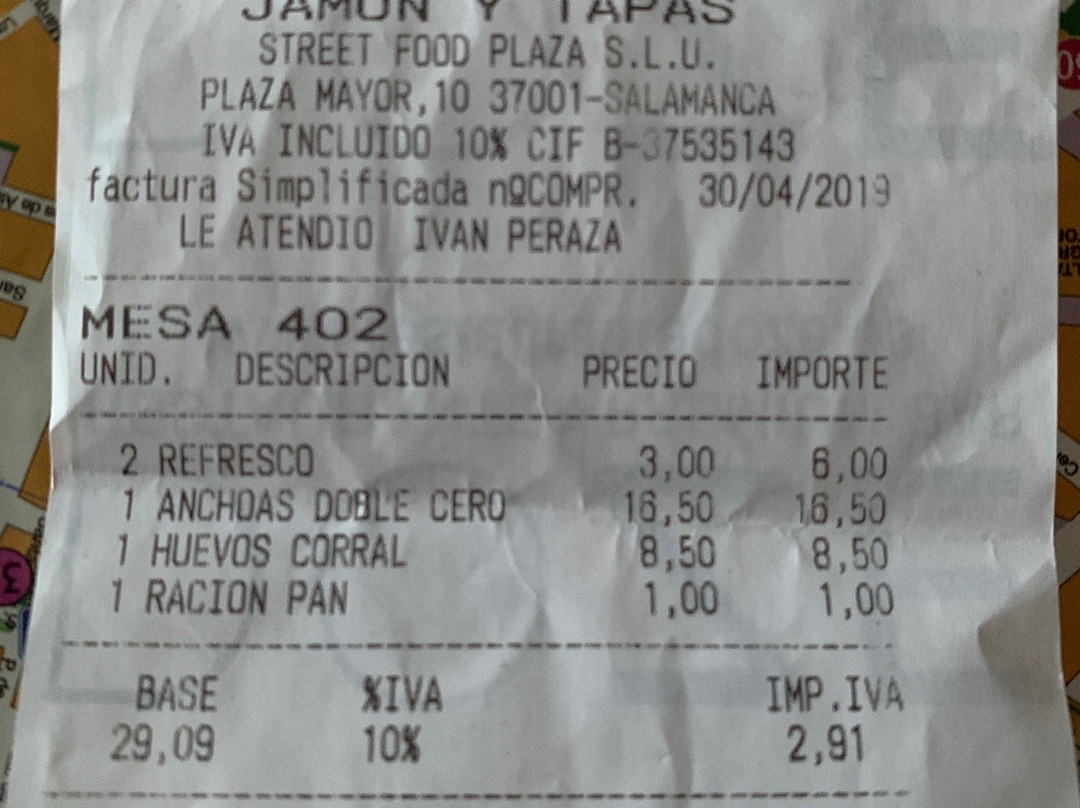 JAMON Y TAPAS
STREET FOOD PLAZA S.L.U.
PLAZA MAYOR,10 37001-SALAMANCA
IVA INCLUIDO 10% CIF B-37535143
factura Simplificada nºCOMPR. 30/04/2019
LE ATENDIO IVAN PERAZA
MESA 402
UNID. DESCRIPCION PRECIO IMPORTE
2 REFRESCO 3,00 6,00
1 ANCHOAS DOBLE CERO 16,50 16,50
1 HUEVOS CORRAL 8,50 8,50
1 RACION PAN 1,00 1,00
BASE %IVA IMP.IVA
29,09 10% 2,91